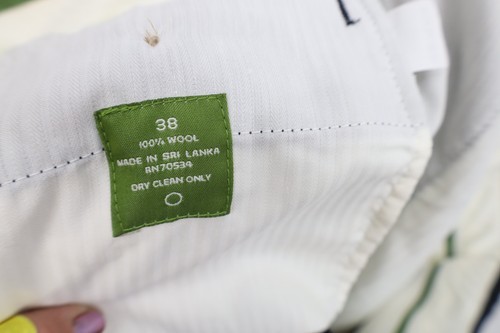 38
100% WOOL
MADE IN SRI LANKA
RN70534
DRY CLEAN ONLY